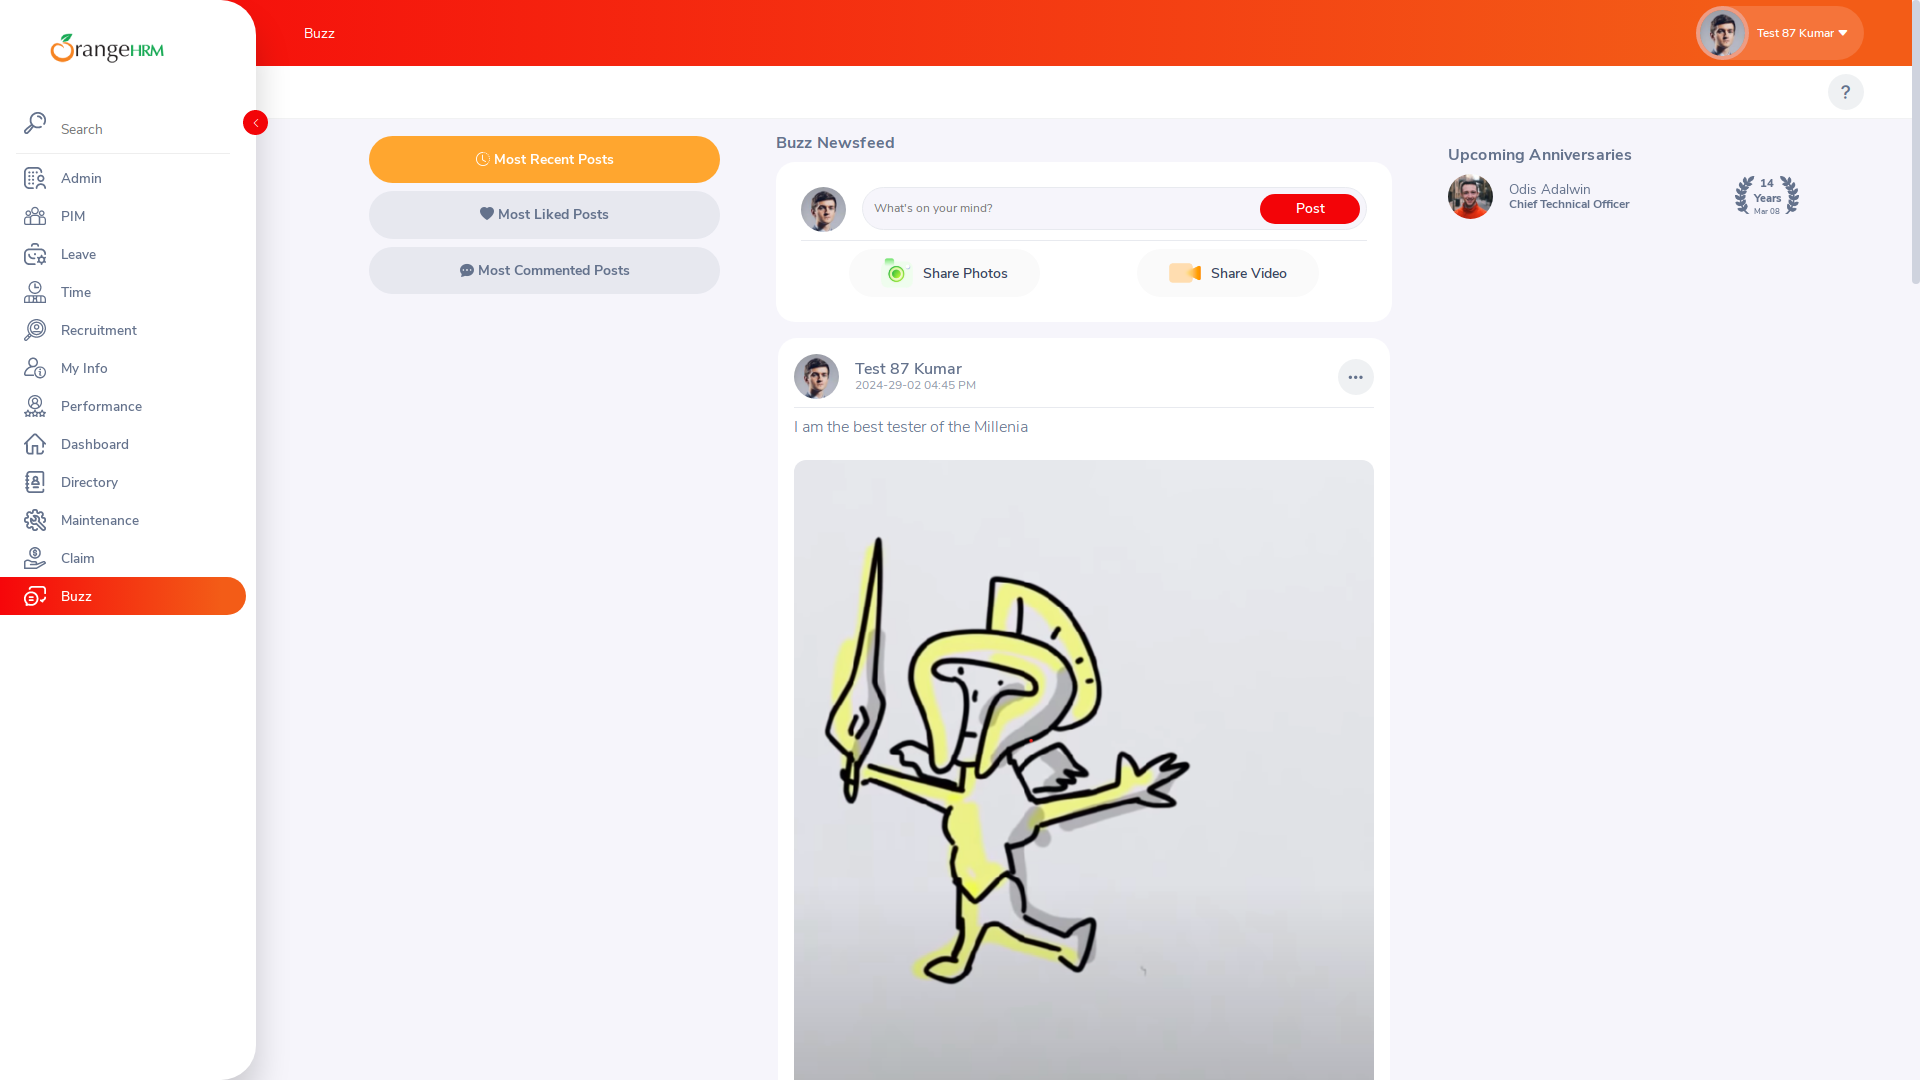 OrangeHRM
Search
Admin
PIM
Leave
Time
Recruitment
My Info
Performance
Dashboard
Directory
Maintenance
Claim
Buzz
Buzz
Test 87 Kumar
?
Most Recent Posts
Most Liked Posts
Most Commented Posts
Buzz Newsfeed
What's on your mind?
Post
Share Photos
Share Video
Test 87 Kumar
2024-29-02 04:45 PM
I am the best tester of the Millenia
Upcoming Anniversaries
Odis Adalwin
Chief Technical Officer
14
Years
Mar 08